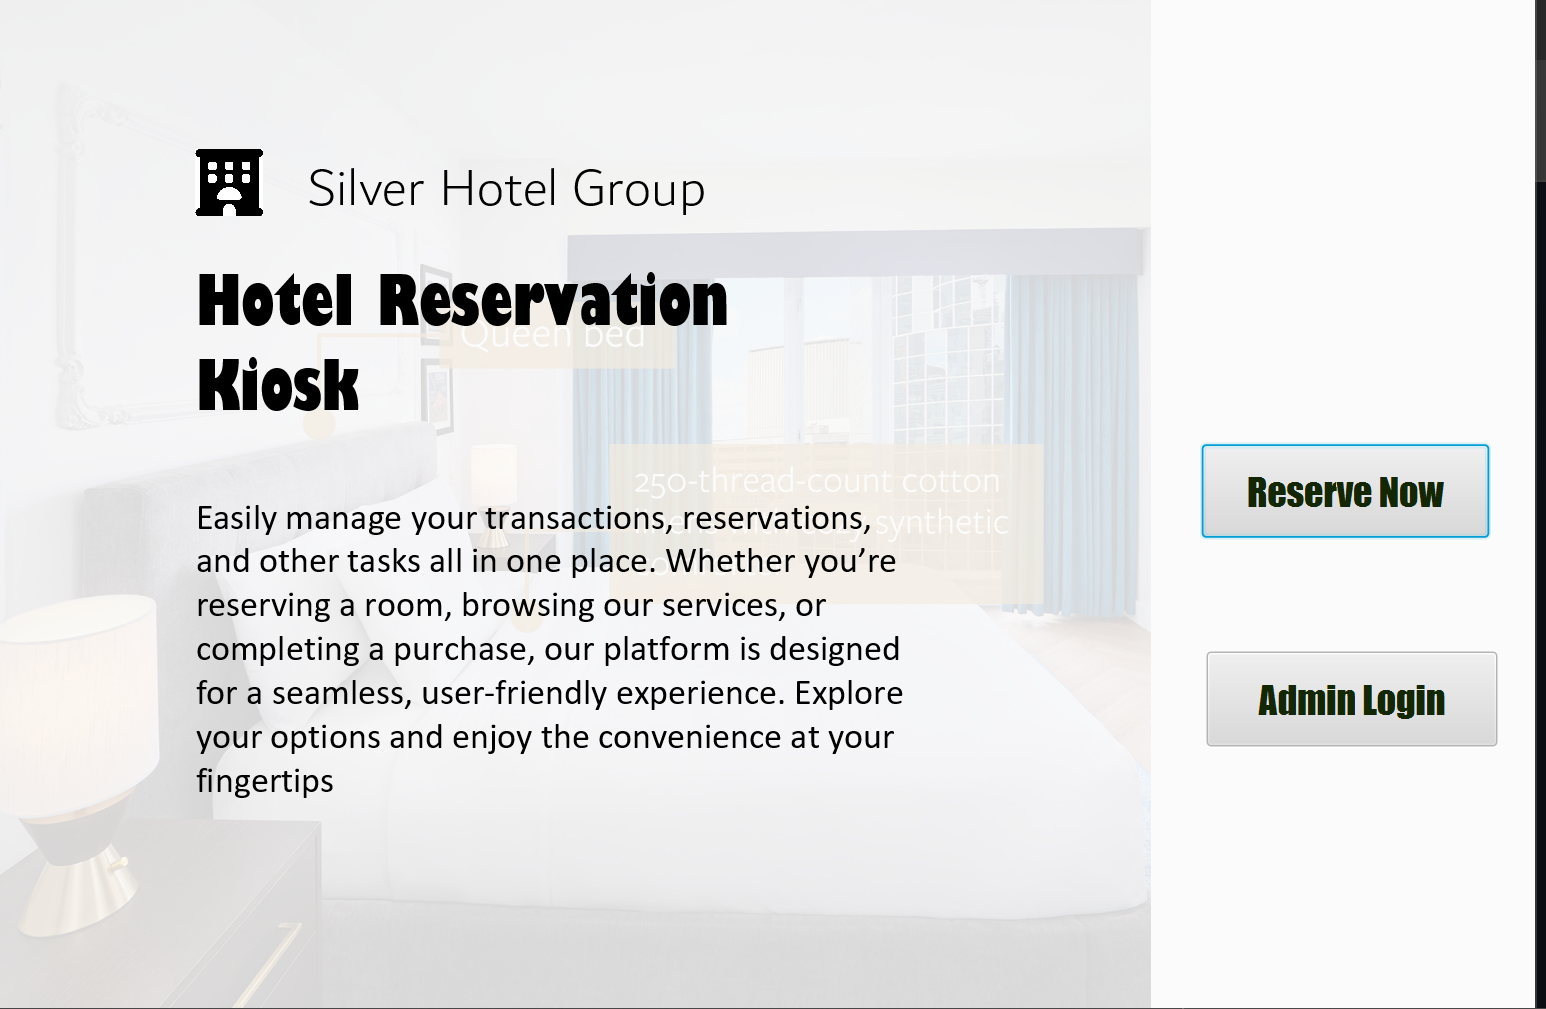 Silver Hotel Group
Hotel Reservation
Kiosk
Queen bed
250-thread-count cotton
synthetic
Easily manage your transactions, reservations,
and other tasks all in one place. Whether you’re
reserving a room, browsing our services, or
completing a purchase, our platform is designed
for a seamless, user-friendly experience. Explore
your options and enjoy the convenience at your
fingertips
Reserve Now
Admin Login